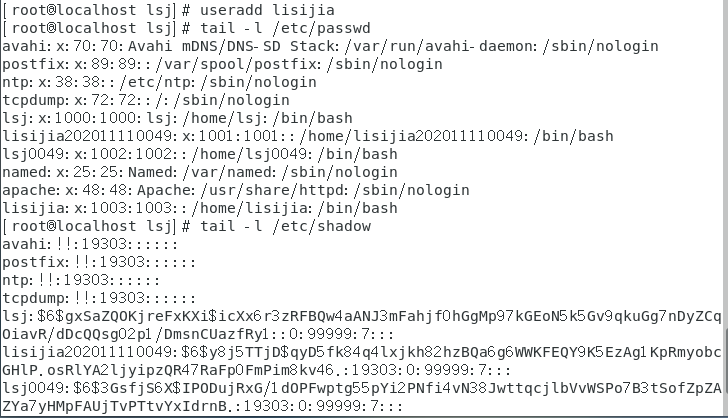 [root@localhost lsj]# useradd lisijia
[root@localhost lsj]# tail -l /etc/passwd
avahi:x:70:70:Avahi mDNS/DNS-SD Stack:/var/run/avahi-daemon:/sbin/nologin
postfix:x:89:89::/var/spool/postfix:/sbin/nologin
ntp:x:38:38::/etc/ntp:/sbin/nologin
tcpdump:x:72:72::/:/sbin/nologin
lsj:x:1000:1000:lsj:/home/lsj:/bin/bash
lisijia202011110049:x:1001:1001::/home/lisijia202011110049:/bin/bash
lsj0049:x:1002:1002::/home/lsj0049:/bin/bash
named:x:25:25:Named:/var/named:/sbin/nologin
apache:x:48:48:Apache:/usr/share/httpd:/sbin/nologin
lisijia:x:1003:1003::/home/lisijia:/bin/bash
[root@localhost lsj]# tail -l /etc/shadow
avahi:!!:19303::::::
postfix:!!:19303::::::
ntp:!!:19303::::::
tcpdump:!!:19303::::::
lsj:$6$gxSaZQOKjreFxKXi$icXx6r3zRFBQw4aANJ3mFahjf0hGgMp97kGEoN5k5Gv9qkuGg7nDyZCq
OiavR/dDcQQsg02p1/DmsnCUazfRy1::0:99999:7:::
lisijia202011110049:$6$y8j5TTjD$qyD5fk84q4lxjkh82hzBQa6g6WWKFEQY9K5EzAg1KpRmyobc
GHlP.osRlYA2ljyipzQR47RaFp0FmPim8kv46.:19303:0:99999:7:::
lsj0049:$6$3GsfjS6X$IPODujRxG/1dOPFwptg55pYi2PNfi4vN38JwttqcjlbVvWSPo7B3tSofZpZA
ZYa7yHMpFAUjTvPTtvYxIdrnB.:19303:0:99999:7:::